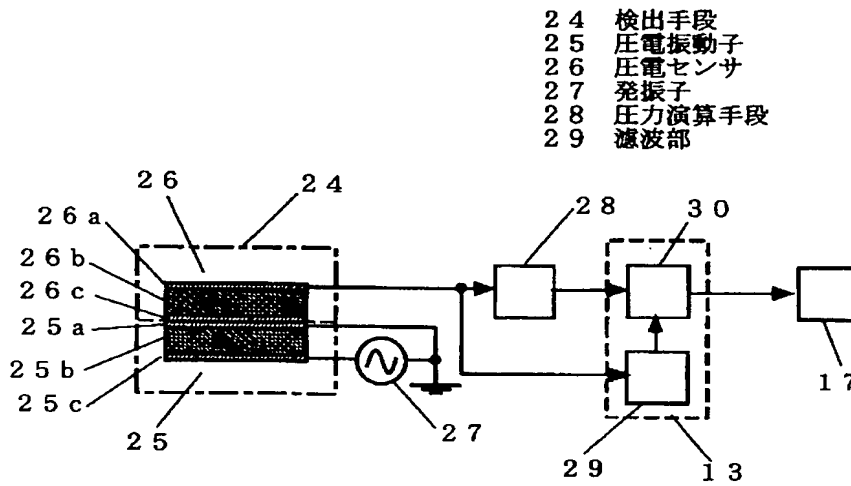 24 検出手段
25 圧電振動子
26 圧電センサ
27 発振子
28 圧力演算手段
29 濾波部
26
24
26a
28
30
26b
26c
25a
25b
25c
25
27
29
13
17